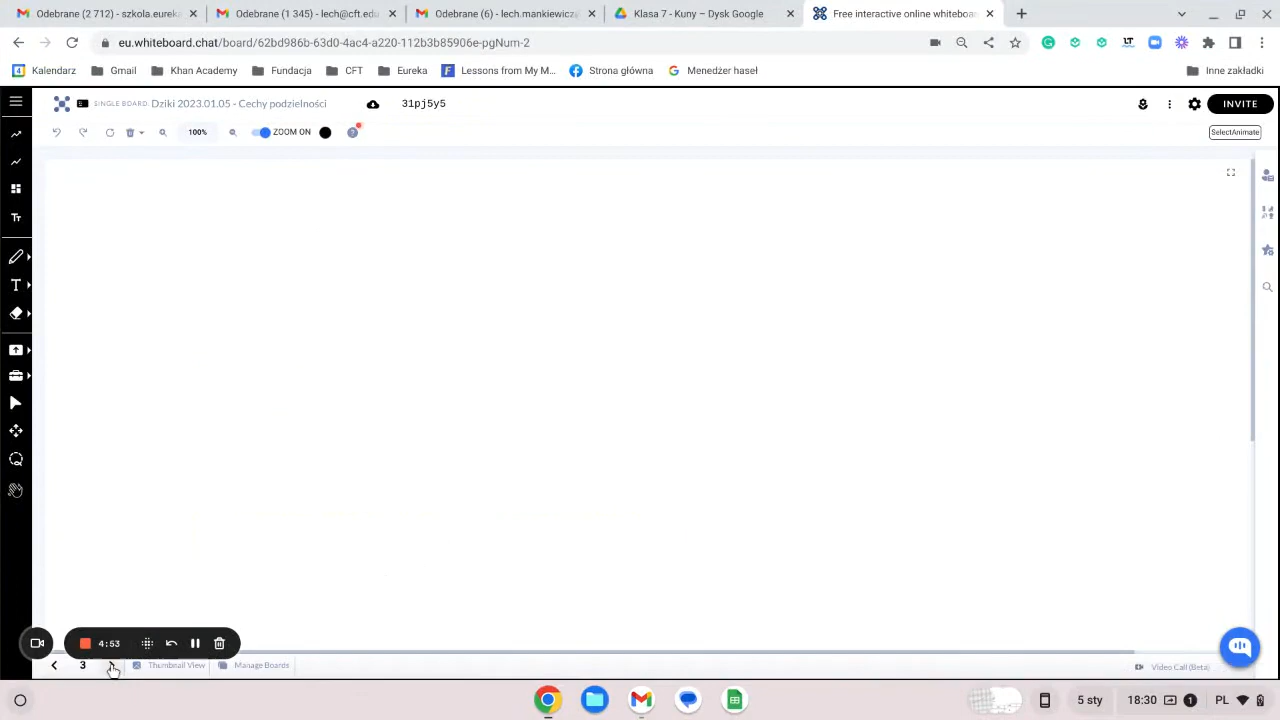 Odebrane (2 712) - szkola.eurek
Odebrane (1 345) - lech@cft.edu
Odebrane (6) - lech.mankiewicz
Klasa 7 - Kuny – Dysk Google
Free interactive online whiteboa
eu.whiteboard.chat/board/62bd986b-63d0-4ac4-a220-112b3b85906e-pgNum-2
Kalendarz
Gmail
Khan Academy
Fundacja
CFT
Eureka
Lessons from My M...
Strona główna
Menedżer haseł
Inne zakładki
SINGLE BOARD: Dziki 2023.01.05 - Cechy podzielności
31pj5y5
INVITE
100%
ZOOM ON
SelectAnimate
4:53
3
Thumbnail View
Manage Boards
Video Call (Beta)
5 sty
18:30
1
PL